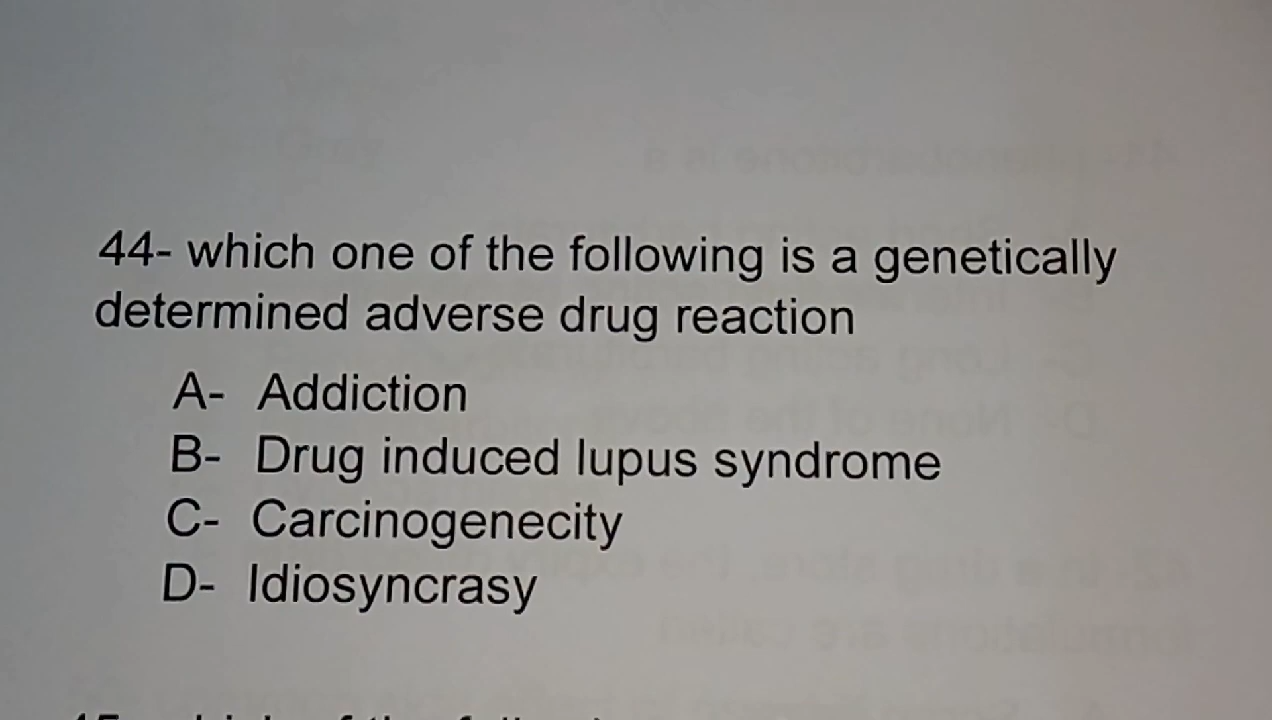 44- which one of the following is a genetically
determined adverse drug reaction
A- Addiction
B- Drug induced lupus syndrome
C- Carcinogenecity
D- Idiosyncrasy